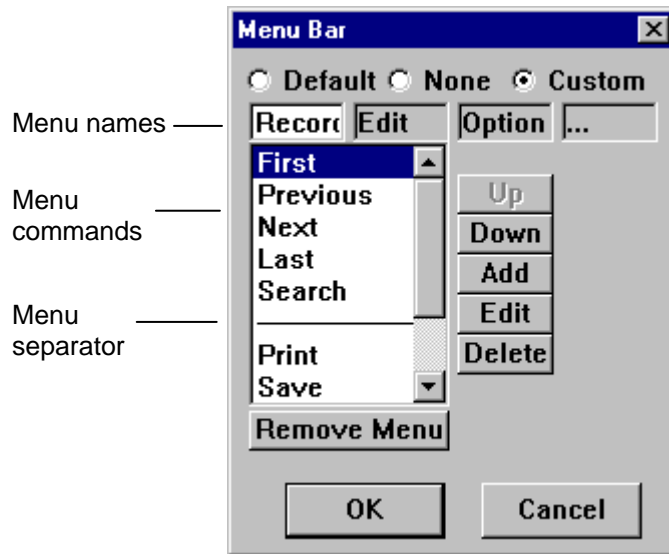 Menu Bar
Default None Custom
Menu names
Recor Edit Option ...
First
Menu commands
Previous
Next
Last
Search
Menu separator
Print
Save
Up
Down
Add
Edit
Delete
Remove Menu
OK Cancel